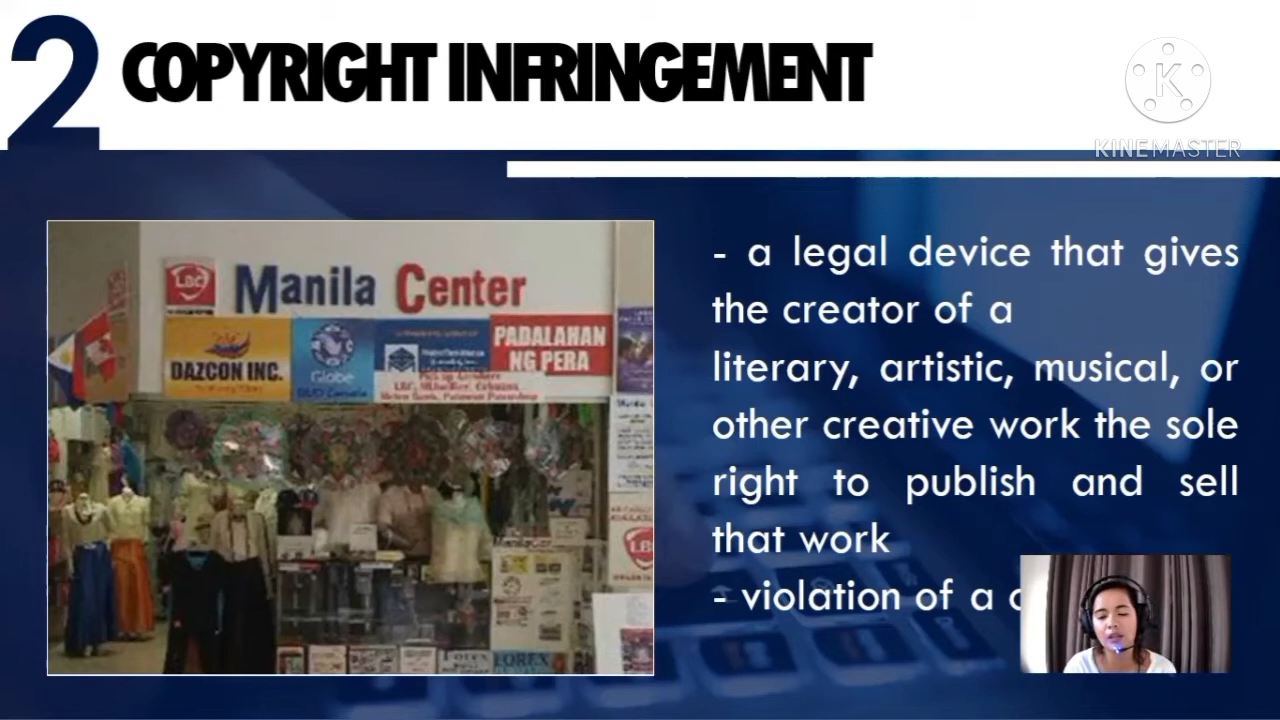 2 COPYRIGHT INFRINGEMENT
K
KINEMASTER
LBC
Manila Center
DAZCON INC.
Globe
PADALAHAN
NG PERA
- a legal device that gives
the creator of a
literary, artistic, musical, or
other creative work the sole
right to publish and sell
that work
- violation of a c
FOREX
FOREX